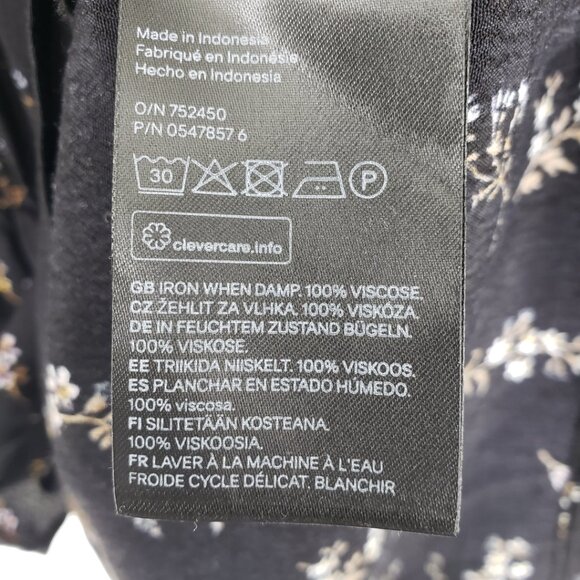 Made in Indonesia
Fabriqué en Indonésie
Hecho en Indonesia
O/N 752450
P/N 0547857 6
30 P
clevercare.info
GB IRON WHEN DAMP. 100% VISCOSE.
CZ ŽEHLIT ZA VLHKA. 100% VISKÓZA.
DE IN FEUCHTEM ZUSTAND BÜGELN.
100% VISKOSE.
EE TRIIKIDA NIISKELT. 100% VISKOOS.
ES PLANCHAR EN ESTADO HÚMEDO.
100% viscosa.
FI SILITETÄÄN KOSTEANA.
100% VISKOOSIA.
FR LAVER À LA MACHINE À L'EAU
FROIDE CYCLE DÉLICAT. BLANCHIR